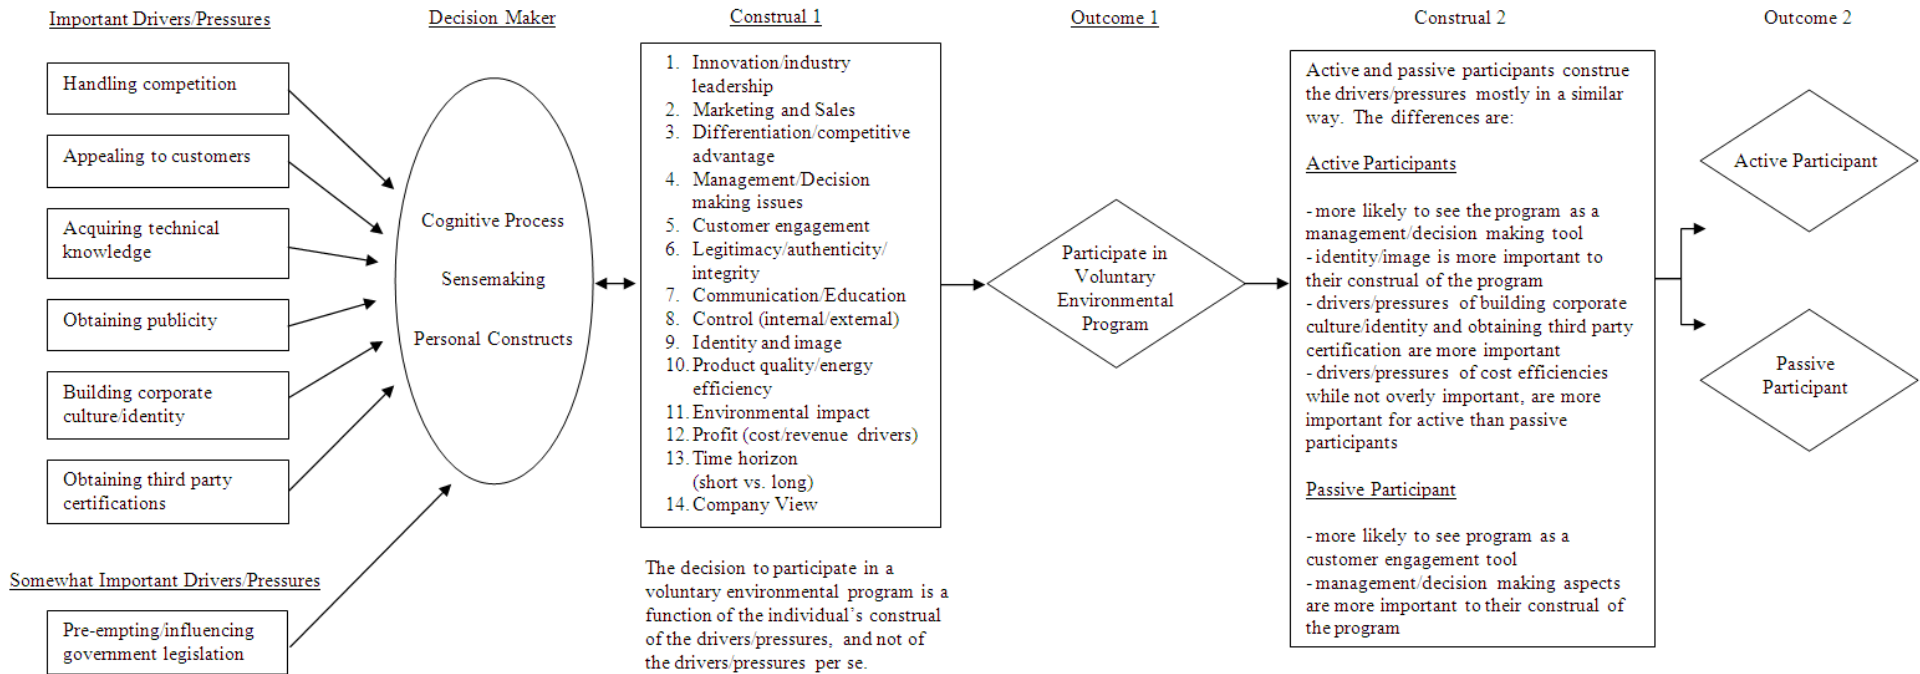 Important Drivers/Pressures
Handling competition
Appealing to customers
Acquiring technical
knowledge
Obtaining publicity
Building corporate
culture/identity
Obtaining third party
certifications
Somewhat Important Drivers/Pressures
Pre-empting/influencing
government legislation
Decision Maker
Cognitive Process
Sensemaking
Personal Constructs
Construal 1
1. Innovation/industry
leadership
2. Marketing and Sales
3. Differentiation/competitive
advantage
4. Management/Decision
making issues
5. Customer engagement
6. Legitimacy/authenticity/
integrity
7. Communication/Education
8. Control (internal/external)
9. Identity and image
10. Product quality/energy
efficiency
11. Environmental impact
12. Profit (cost/revenue drivers)
13. Time horizon
(short vs. long)
14. Company View
The decision to participate in a
voluntary environmental program is a
function of the individual’s construal
of the drivers/pressures, and not of
the drivers/pressures per se.
Outcome 1
Participate in
Voluntary
Environmental
Program
Construal 2
Active and passive participants construe
the drivers/pressures mostly in a similar
way. The differences are:
Active Participants
- more likely to see the program as a
management/decision making tool
- identity/image is more important to
their construal of the program
- drivers/pressures of building corporate
culture/identity and obtaining third party
certification are more important
- drivers/pressures of cost efficiencies
while not overly important, are more
important for active than passive
participants
Passive Participant
- more likely to see program as a
customer engagement tool
- management/decision making aspects
are more important to their construal of
the program
Outcome 2
Active Participant
Passive
Participant